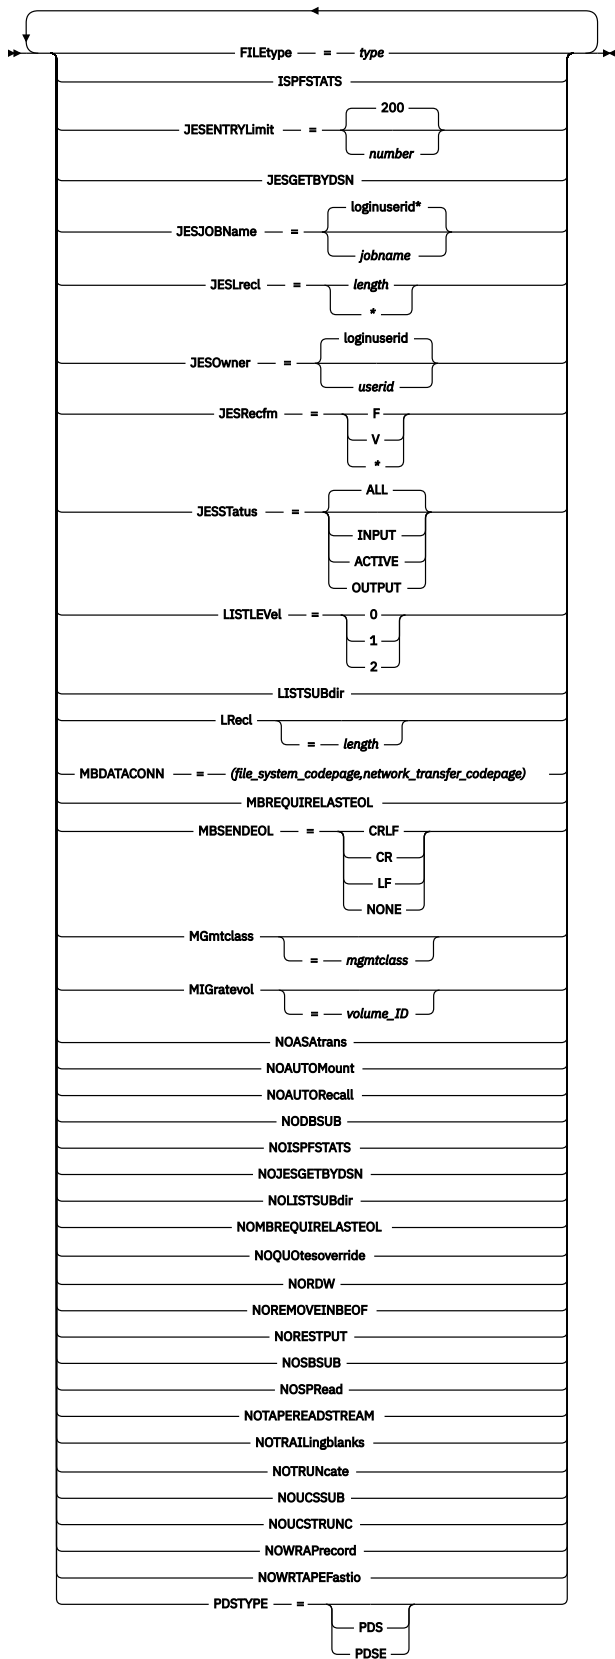 FILEtype = type
ISPFSTATS
200
JESENTRYLimit =
number
JESGETBYDSN
loginuserid*
JESJOBName =
jobname
JESLrecl = length
*
loginuserid
JESOwner =
userid
JESRecfm = F
V
*
ALL
JESSTatus =
INPUT
ACTIVE
OUTPUT
LISTLEVel = 0
1
2
LISTSUBdir
LRecl
= length
MBDATACONN = (file_system_codepage,network_transfer_codepage)
MBREQUIRELASTEOL
MBSENDEOL = CRLF
CR
LF
NONE
MGmtclass
= mgmtclass
MIGratevol
= volume_ID
NOASAtrans
NOAUTOMount
NOAUTORecall
NODBSUB
NOISPFSTATS
NOJESGETBYDSN
NOLISTSUBdir
NOMBREQUIRELASTEOL
NOQUOtesoverride
NORDW
NOREMOVEINBEOF
NORESTPUT
NOSBSUB
NOSPRead
NOTAPEREADSTREAM
NOTRAILingblanks
NOTRUNcate
NOUCSSUB
NOUCSTRUNC
NOWRAPrecord
NOWRTAPEFastio
PDSTYPE =
PDS
PDSE